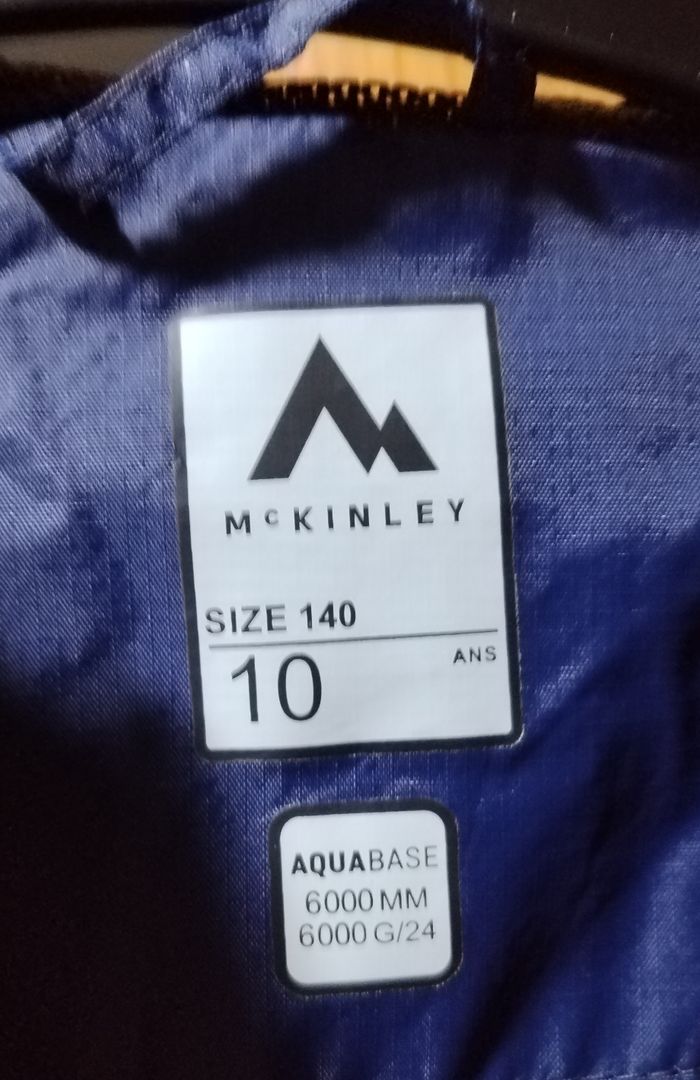 McKINLEY
SIZE 140
10 ANS
AQUABASE
6000 MM
6000 G/24